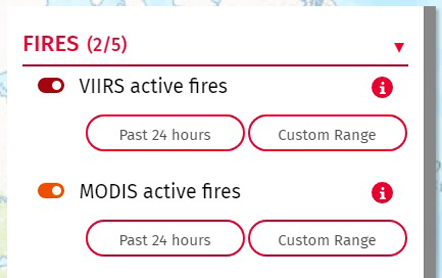 FIRES (2/5)
VIIRS active fires
Past 24 hours Custom Range
MODIS active fires
Past 24 hours Custom Range